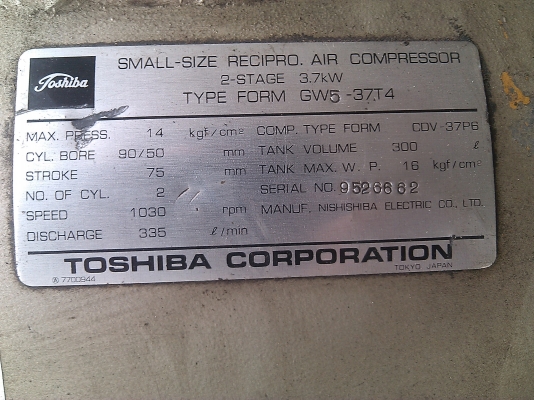 Toshiba
SMALL-SIZE RECIPRO. AIR COMPRESSOR
2-STAGE 3.7kW
TYPE FORM GW5-37T4
MAX. PRESS. 14 kgf/cm² COMP. TYPE FORM CDV-37P6
CYL. BORE 90/50 mm TANK VOLUME 300 ℓ
STROKE 75 mm TANK MAX. W. P. 16 kgf/cm²
NO. OF CYL. 2 SERIAL NO. 9526662
SPEED 1030 rpm MANUF. NISHISHIBA ELECTRIC CO., LTD.
DISCHARGE 335 ℓ/min
TOSHIBA CORPORATION
Ⓐ 7700944 TOKYO JAPAN